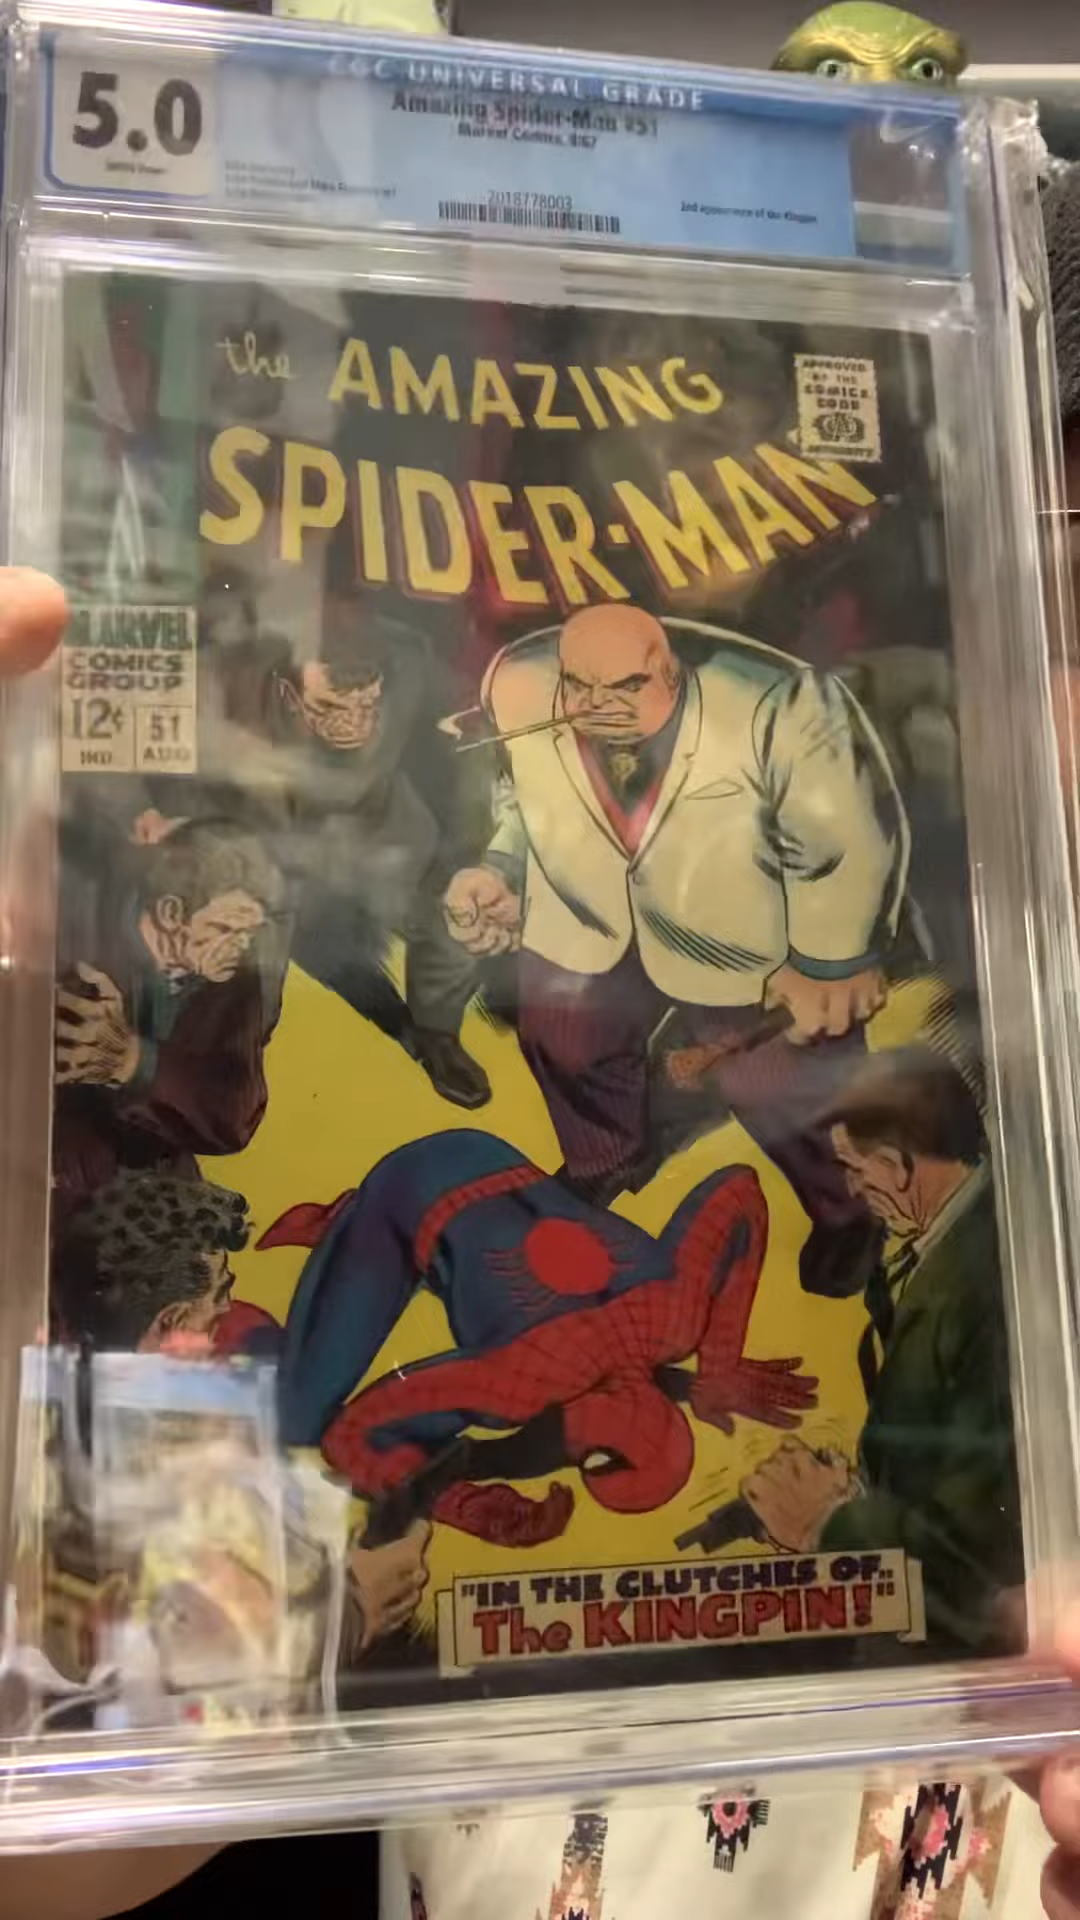 CGC UNIVERSAL GRADE
5.0
Amazing Spider-Man #51
Marvel Comics, 8/67
2018778003
2nd appearance of the Kingpin.
the AMAZING
SPIDER-MAN
APPROVED
BY THE
COMICS
CODE
CA
AUTHORITY
MARVEL
COMICS
GROUP
12¢
IND.
51
AUG
"IN THE CLUTCHES OF..
The KINGPIN!"